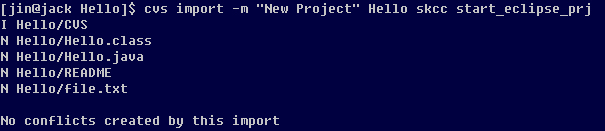 [jin@jack Hello]$ cvs import -m "New Project" Hello skcc start_eclipse_prj
I Hello/CVS
N Hello/Hello.class
N Hello/Hello.java
N Hello/README
N Hello/file.txt
No conflicts created by this import